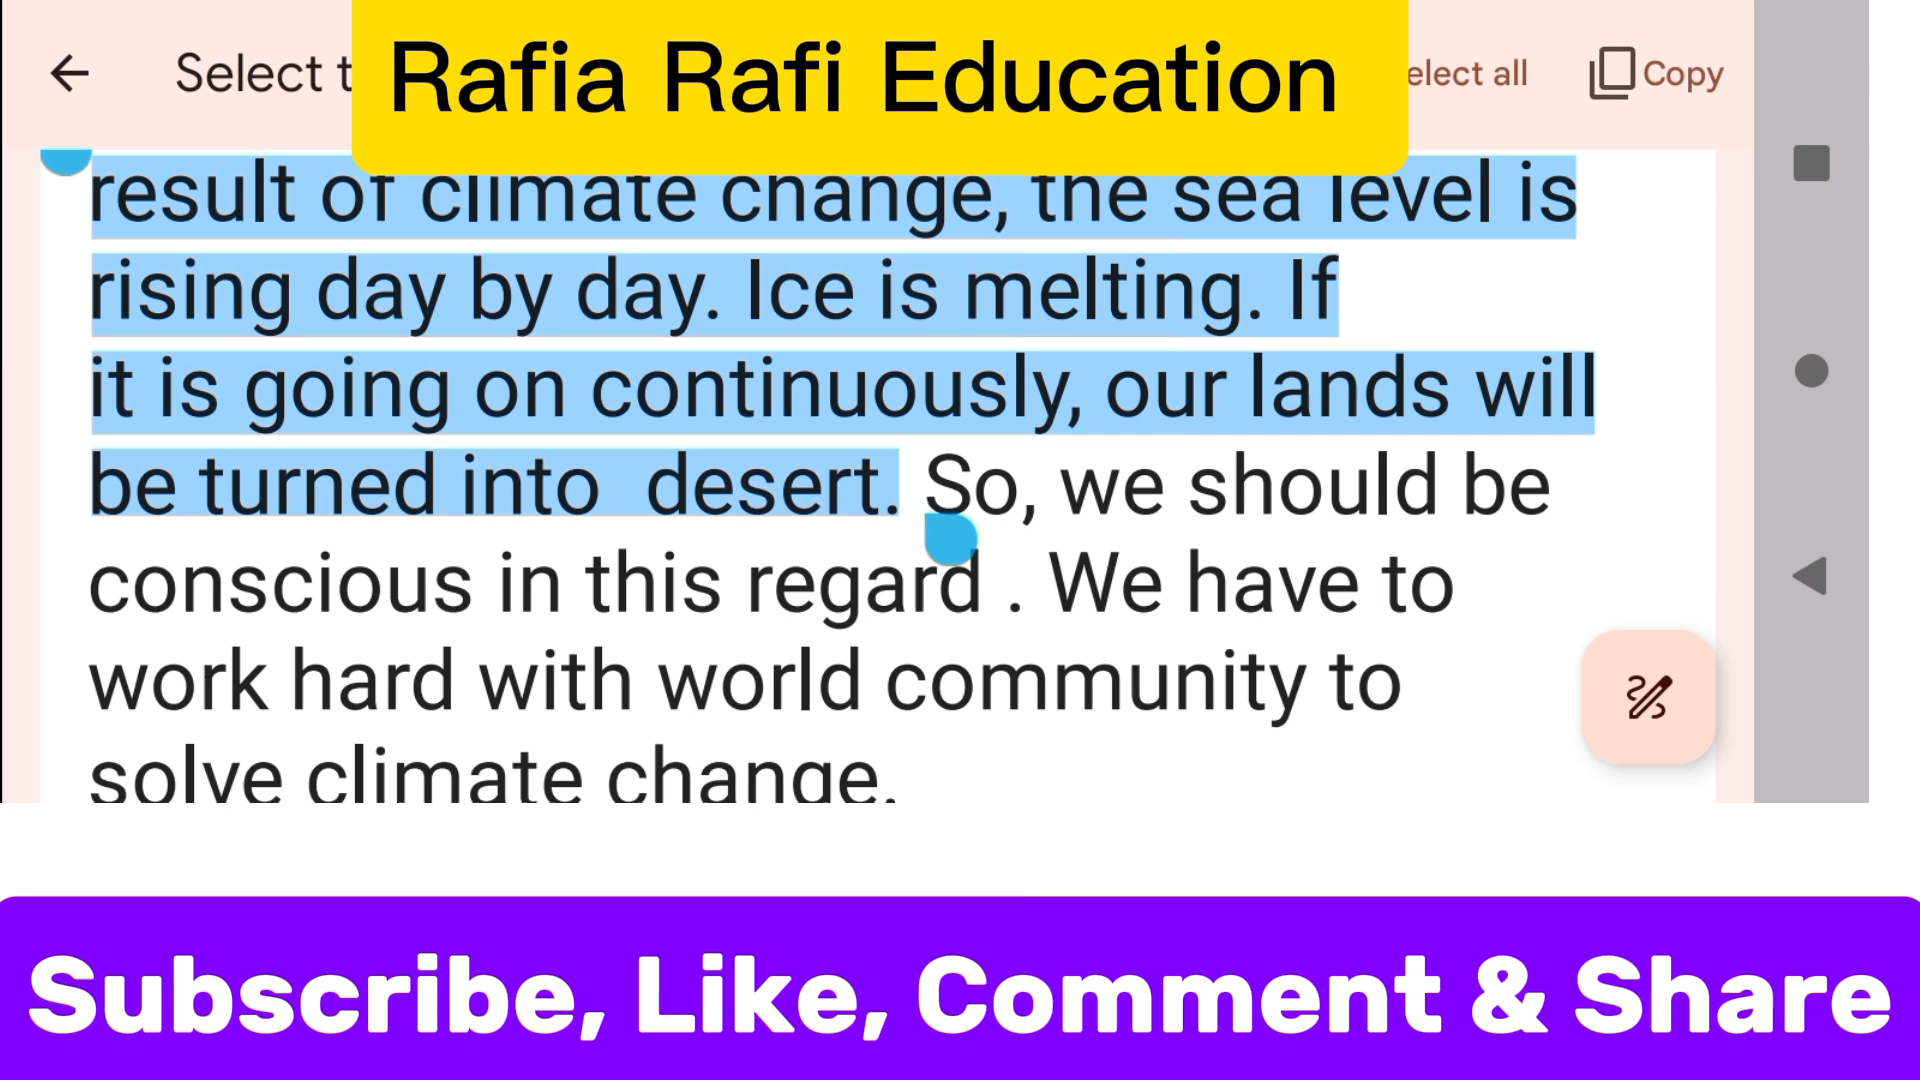 Select t
Rafia Rafi Education
elect all
Copy
result of climate change, the sea level is
rising day by day. Ice is melting. If
it is going on continuously, our lands will
be turned into  desert. So, we should be
conscious in this regard . We have to
work hard with world community to
solve climate change.
Subscribe, Like, Comment & Share